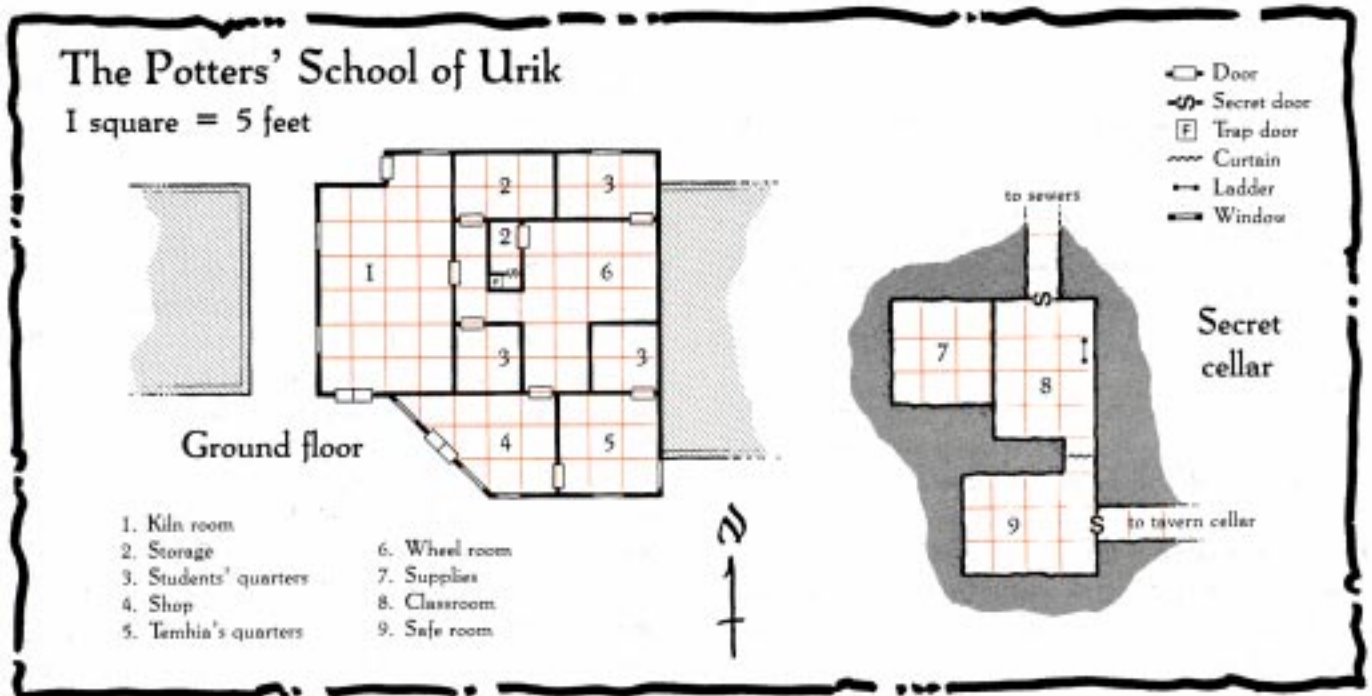 The Potters' School of Urik
1 square = 5 feet
Door
Secret door
F Trap door
Curtain
Ladder
Window
2
3
2
F
1
6
3
3
4
5
Ground floor
to sewers
S
7
8
9
S
to tavern cellar
Secret
cellar
1. Kiln room
2. Storage
3. Students' quarters
4. Shop
5. Temhia's quarters
6. Wheel room
7. Supplies
8. Classroom
9. Safe room
N